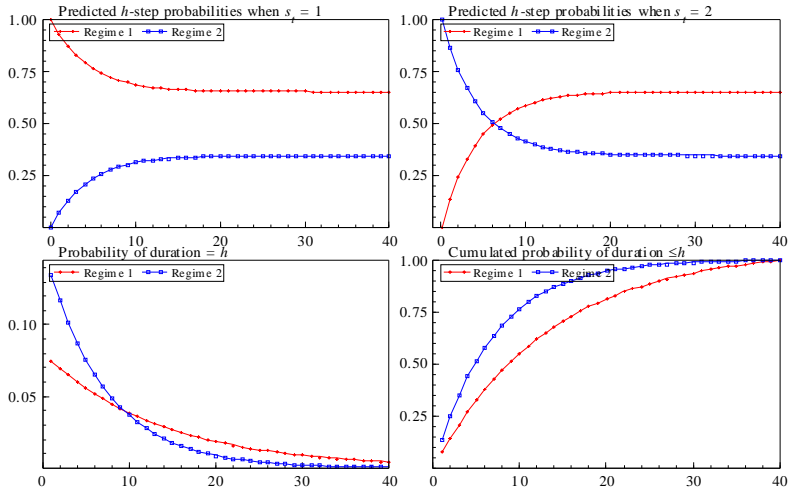 Predicted h-step probabilities when s_t = 1
Regime 1 Regime 2
1.00
0.75
0.50
0.25
0 10 20 30 40
Predicted h-step probabilities when s_t = 2
Regime 1 Regime 2
1.00
0.75
0.50
0.25
0 10 20 30 40
Probability of duration = h
Regime 1 Regime 2
0.10
0.05
0 10 20 30 40
Cumulated probability of duration ≤h
Regime 1 Regime 2
1.00
0.75
0.50
0.25
0 10 20 30 40